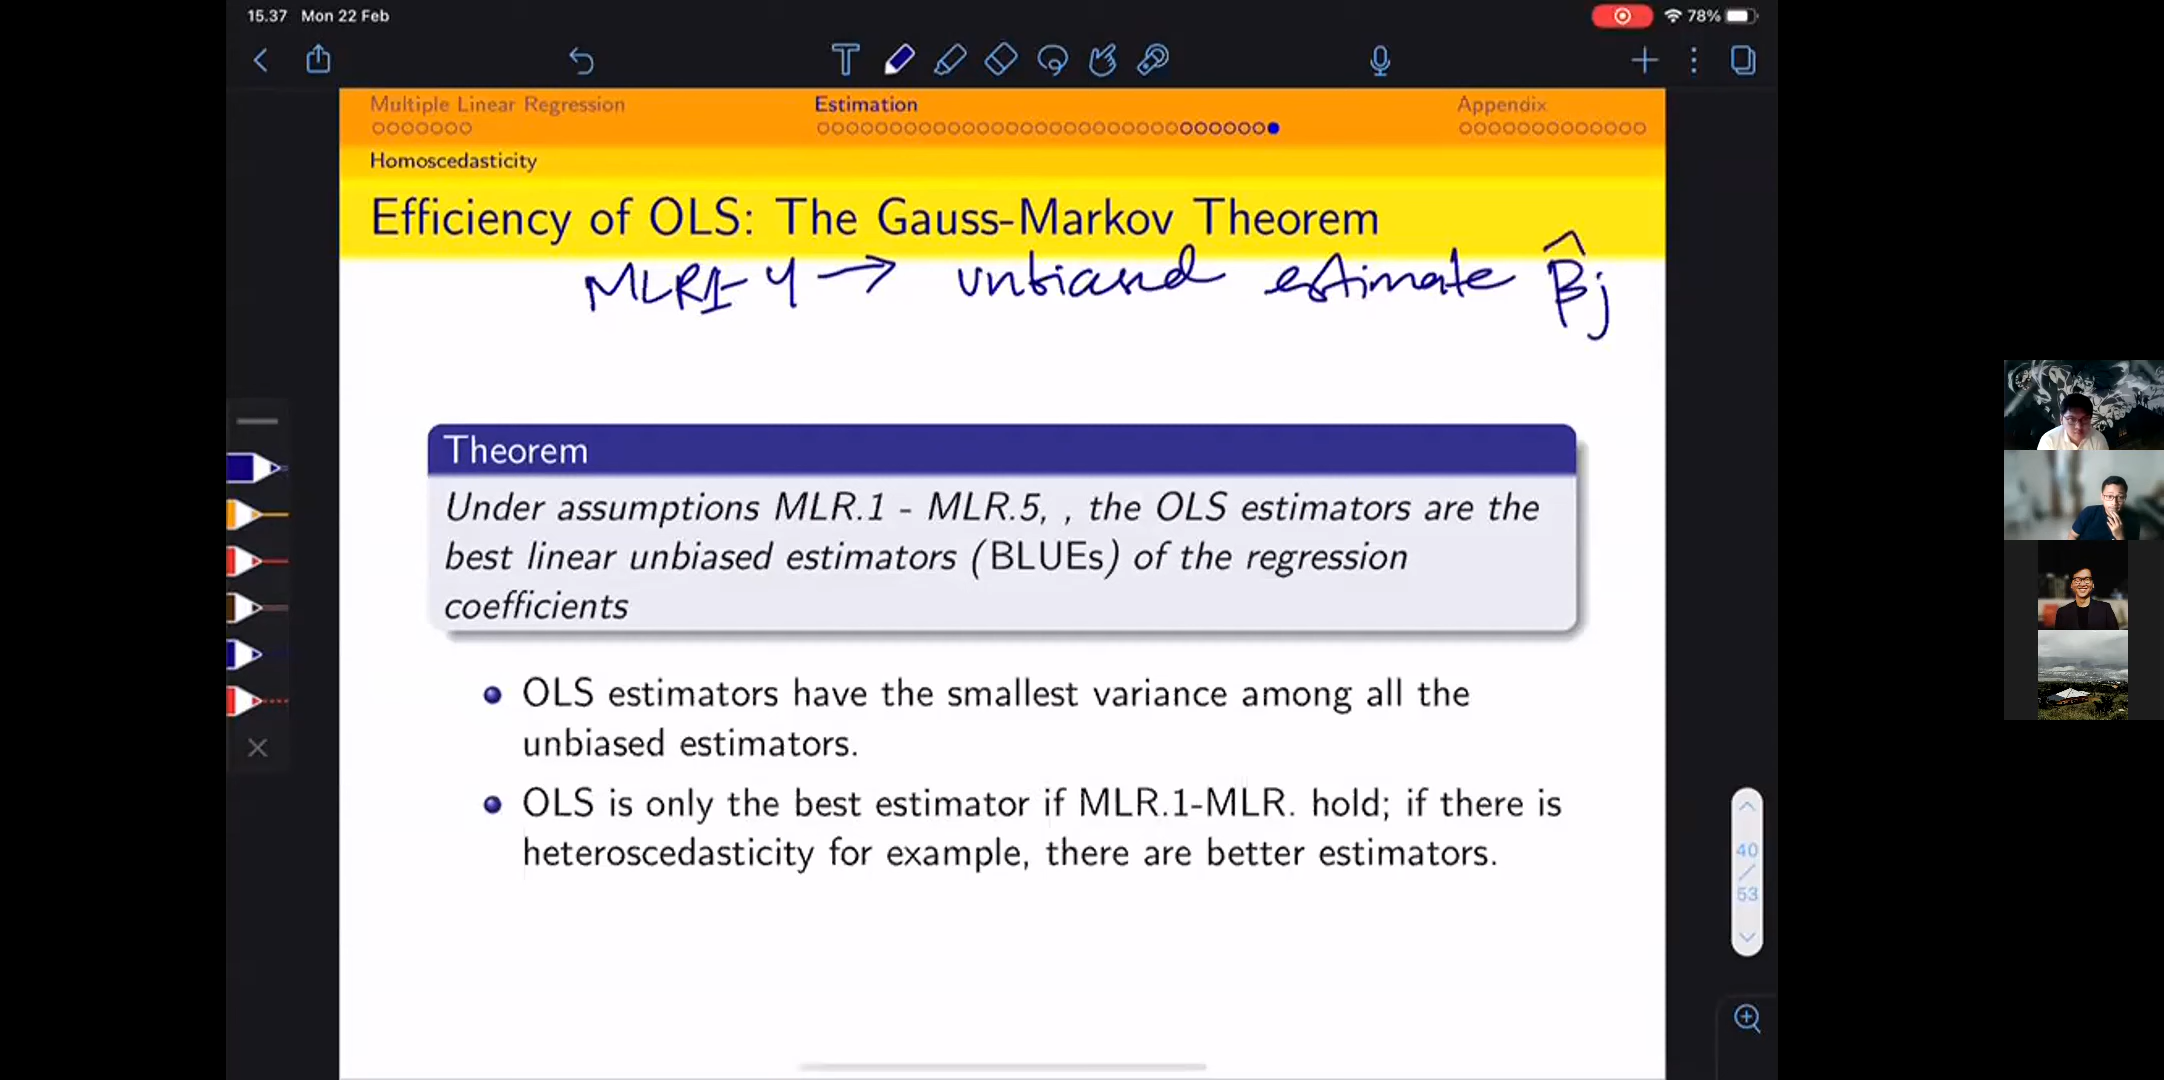 15.37 Mon 22 Feb
78%
Multiple Linear Regression
Estimation
Appendix
Homoscedasticity
Efficiency of OLS: The Gauss-Markov Theorem
MLR1-4 → unbiased estimate β̂j
Theorem
Under assumptions MLR.1 - MLR.5, , the OLS estimators are the
best linear unbiased estimators (BLUEs) of the regression
coefficients
OLS estimators have the smallest variance among all the
unbiased estimators.
OLS is only the best estimator if MLR.1-MLR. hold; if there is
heteroscedasticity for example, there are better estimators.
40
/
53